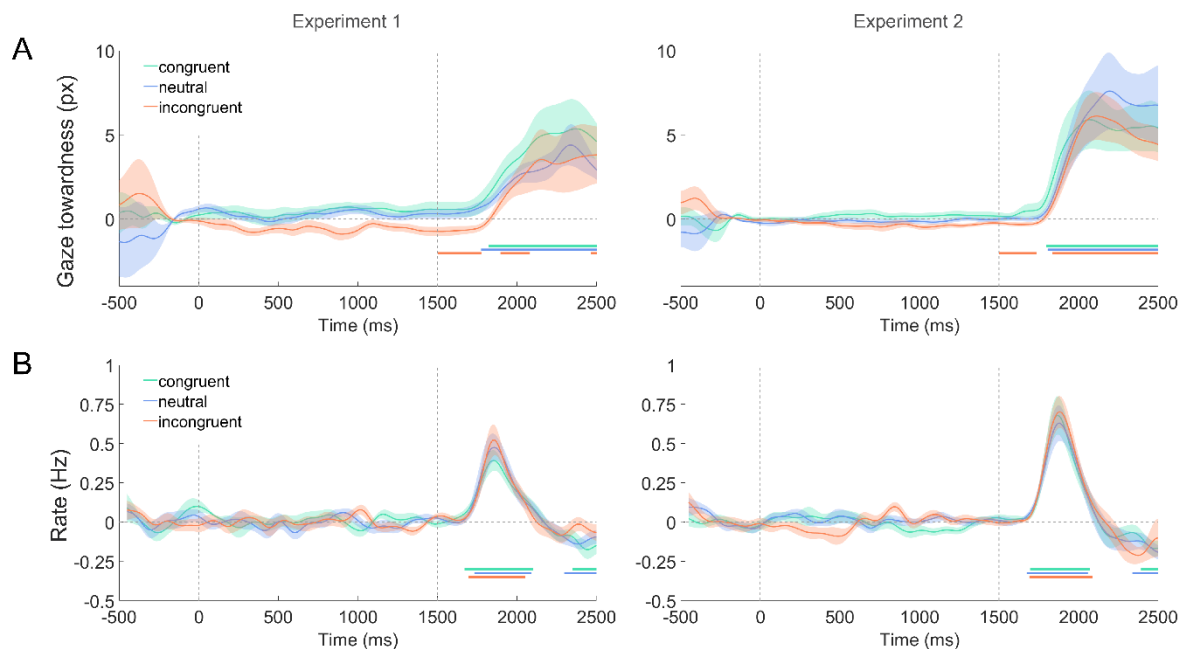 Experiment 1
Experiment 2
A
Gaze towardness (px)
10
5
0
congruent
neutral
incongruent
-500 0 500 1000 1500 2000 2500
Time (ms)
10
5
0
-500 0 500 1000 1500 2000 2500
Time (ms)
B
Rate (Hz)
1
0.75
0.5
0.25
0
-0.25
-0.5
congruent
neutral
incongruent
-500 0 500 1000 1500 2000 2500
Time (ms)
1
0.75
0.5
0.25
0
-0.25
-0.5
-500 0 500 1000 1500 2000 2500
Time (ms)